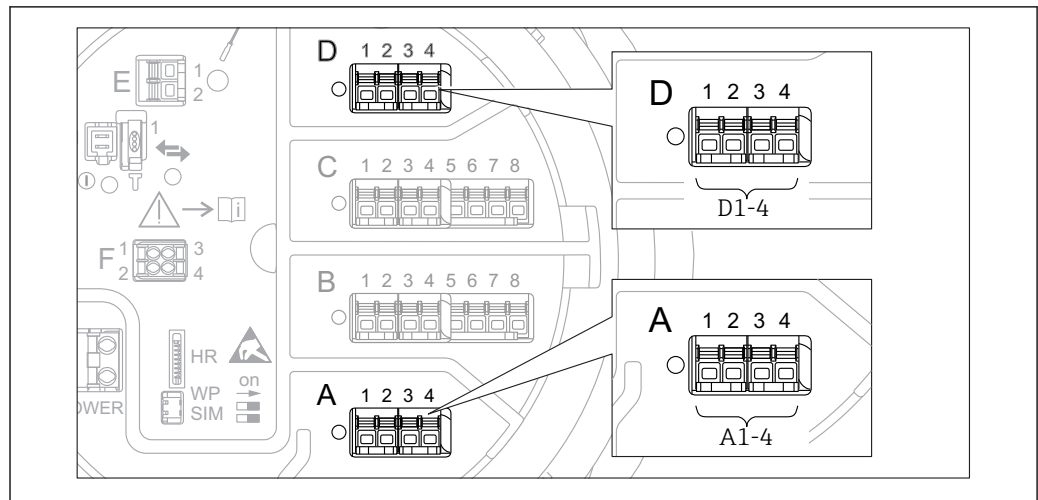 D 1 2 3 4
E 1
2
1
C 1 2 3 4 5 6 7 8
F 1 3
2 4
B 1 2 3 4 5 6 7 8
HR
WP on
SIM
OWER
A 1 2 3 4
D 1 2 3 4
D1-4
A 1 2 3 4
A1-4